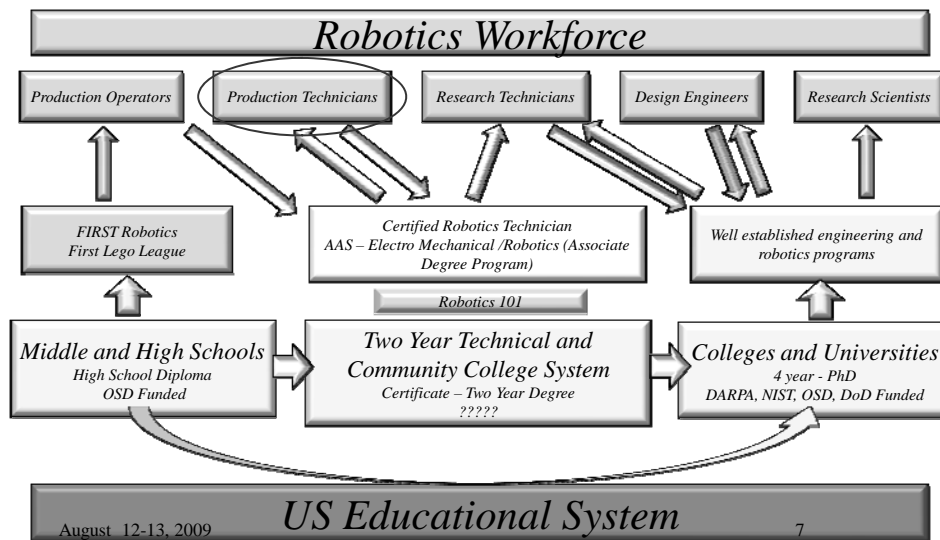 Robotics Workforce
Production Operators
Production Technicians
Research Technicians
Design Engineers
Research Scientists
FIRST Robotics
First Lego League
Certified Robotics Technician
AAS – Electro Mechanical /Robotics (Associate
Degree Program)
Well established engineering and
robotics programs
Robotics 101
Middle and High Schools
High School Diploma
OSD Funded
Two Year Technical and
Community College System
Certificate – Two Year Degree
?????
Colleges and Universities
4 year - PhD
DARPA, NIST, OSD, DoD Funded
US Educational System
August 12-13, 2009
7